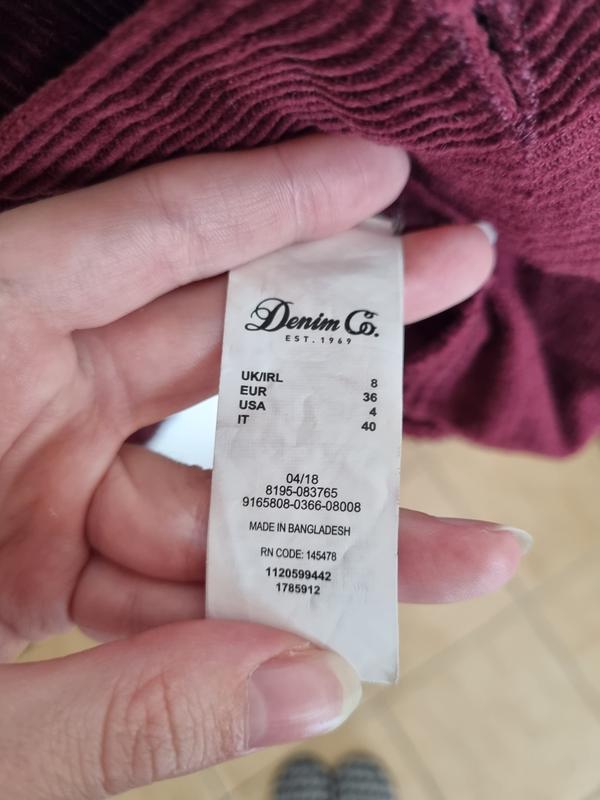 Denim Co.
EST. 1969
UK/IRL 8
EUR 36
USA 4
IT 40
04/18
8195-083765
9165808-0366-08008
MADE IN BANGLADESH
RN CODE: 145478
1120599442
1785912